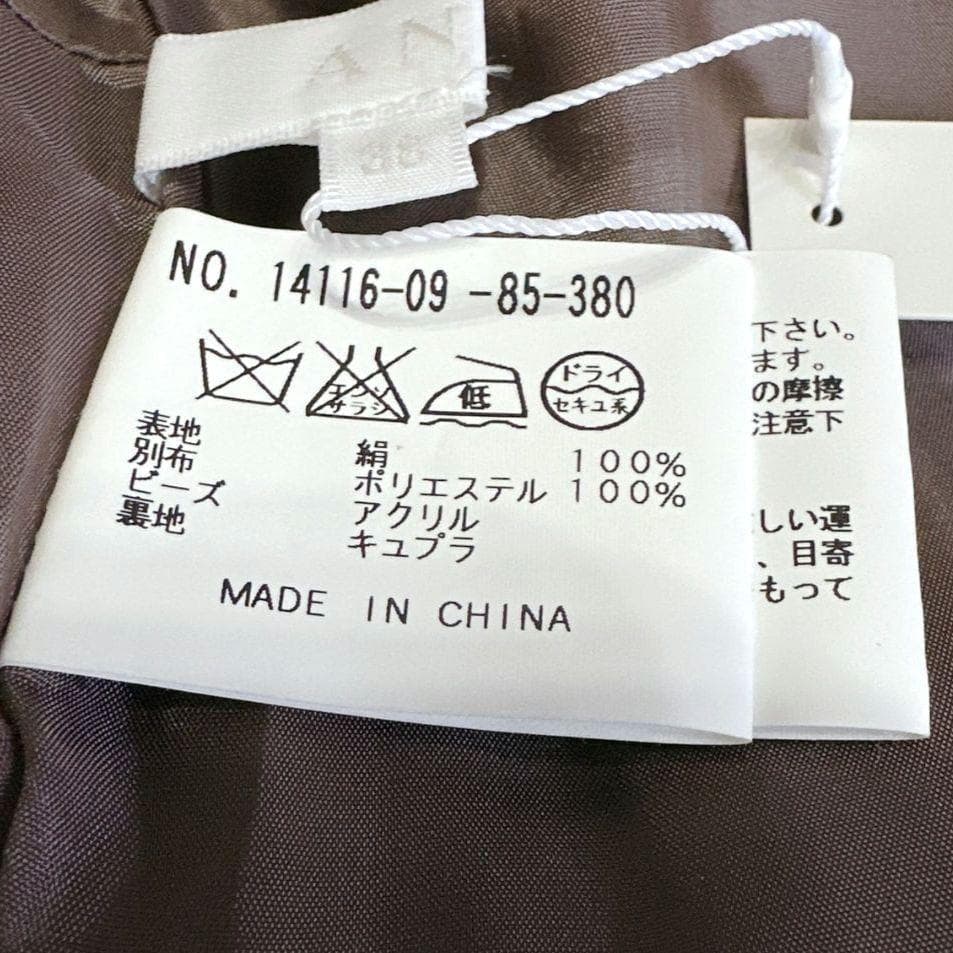 A N
38
NO. 14116-09 -85-380
エンソ
サラシ
低
ドライ
セキユ系
表地 絹 100%
別布 ポリエステル 100%
ビーズ アクリル
裏地 キュプラ
MADE IN CHINA
下さい。
ます。
の摩擦
注意下
しい運
、目寄
もって